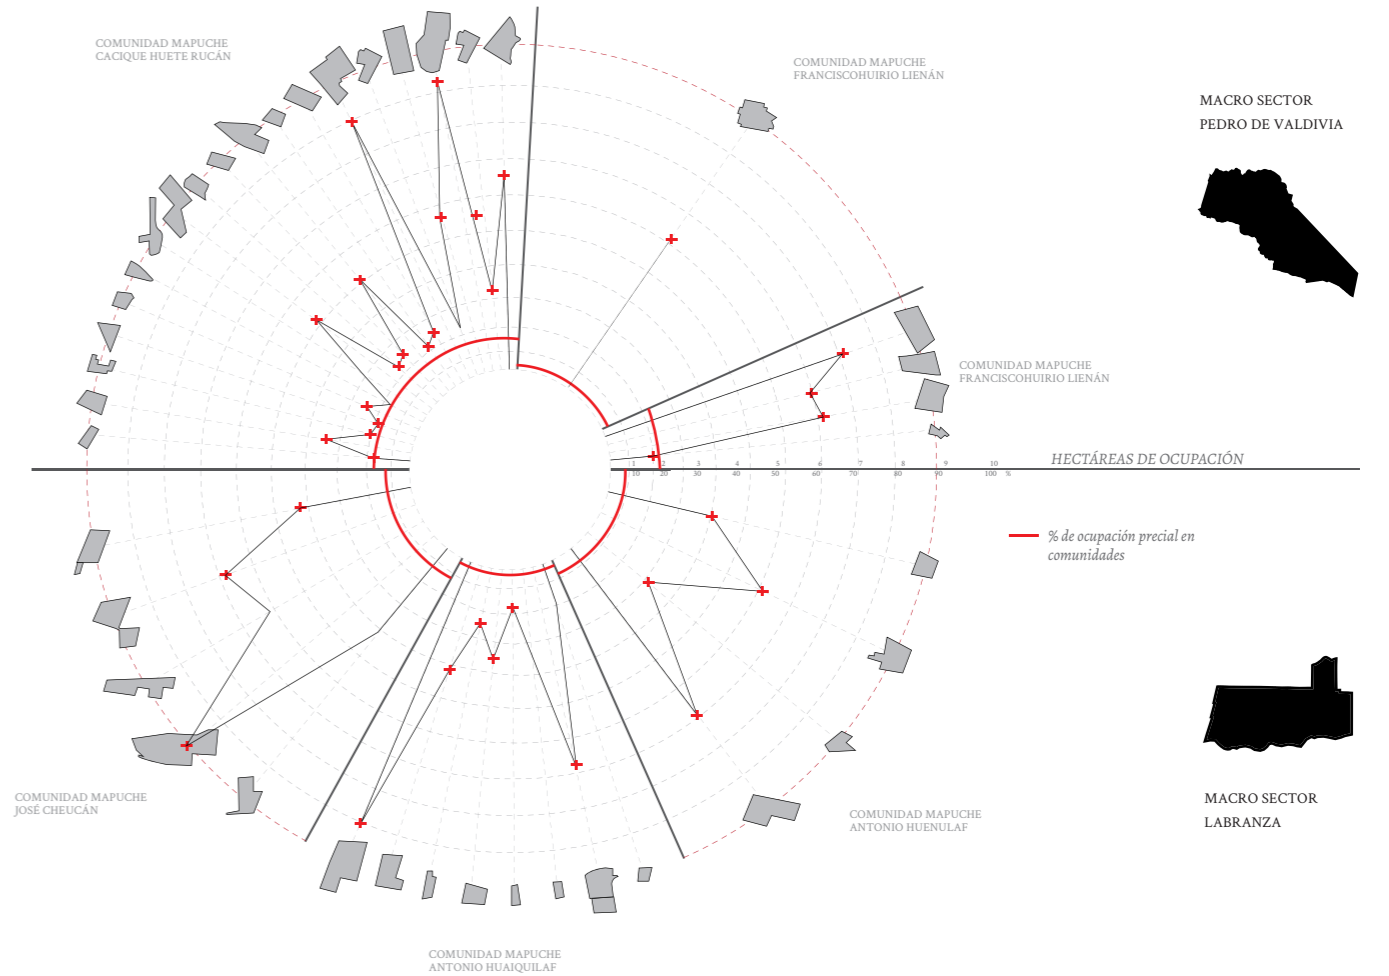 COMUNIDAD MAPUCHE
CACIQUE HUETE RUCÁN
COMUNIDAD MAPUCHE
FRANCISCOHUIRIO LIENÁN
MACRO SECTOR
PEDRO DE VALDIVIA
COMUNIDAD MAPUCHE
FRANCISCOHUIRIO LIENÁN
HECTÁREAS DE OCUPACIÓN
1 2 3 4 5 6 7 8 9 10
10 20 30 40 50 60 70 80 90 100 %
% de ocupación precial en
comunidades
MACRO SECTOR
LABRANZA
COMUNIDAD MAPUCHE
JOSÉ CHEUCÁN
COMUNIDAD MAPUCHE
ANTONIO HUENULAF
COMUNIDAD MAPUCHE
ANTONIO HUAIQUILAF